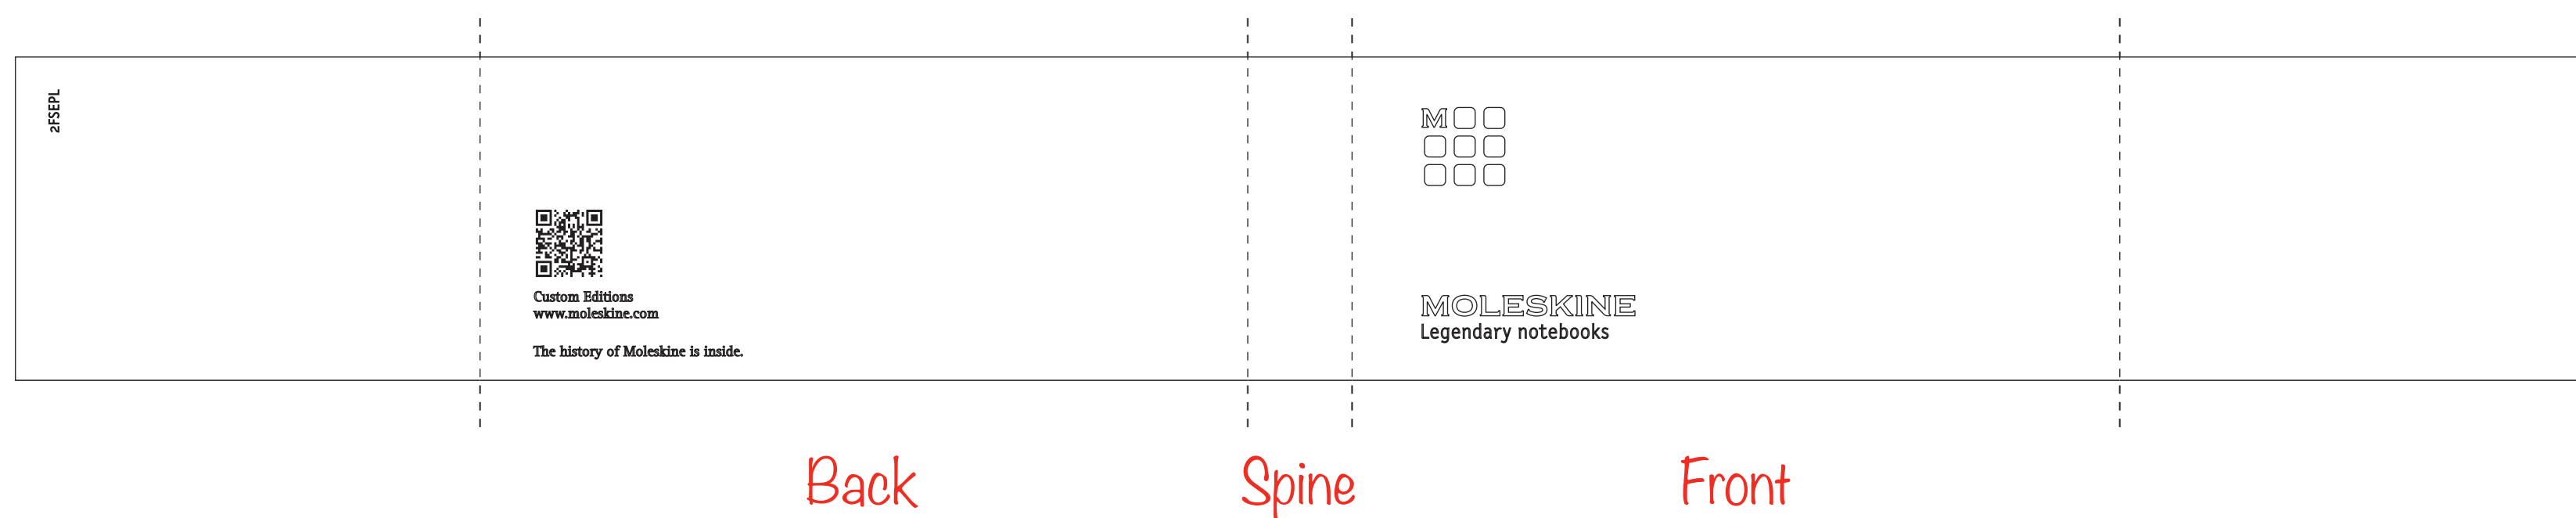 2FSEPL
Custom Editions
www.moleskine.com
The history of Moleskine is inside.
M
MOLESKINE
Legendary notebooks
Back
Spine
Front